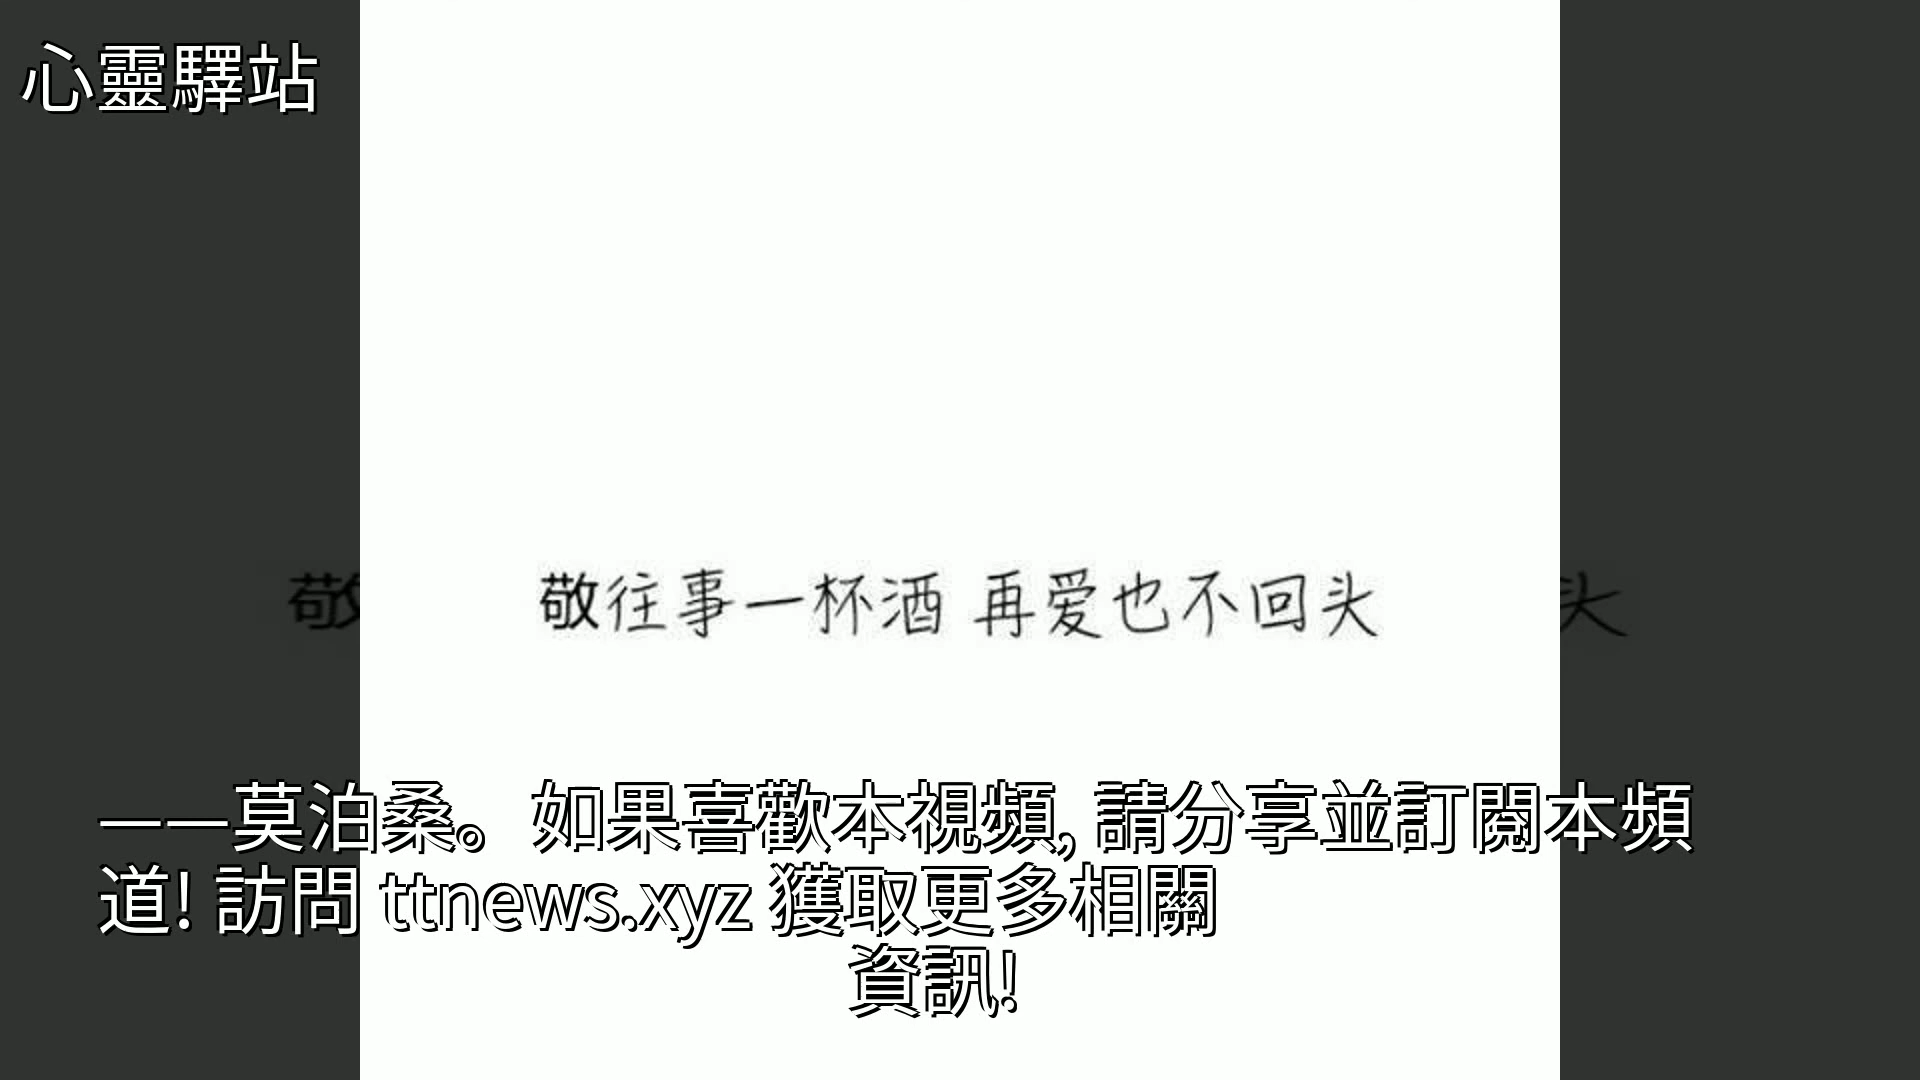 心靈驛站
敬往事一杯酒 再爱也不回头
——莫泊桑。如果喜歡本視頻, 請分享並訂閱本頻
道! 訪問 ttnews.xyz 獲取更多相關
資訊!